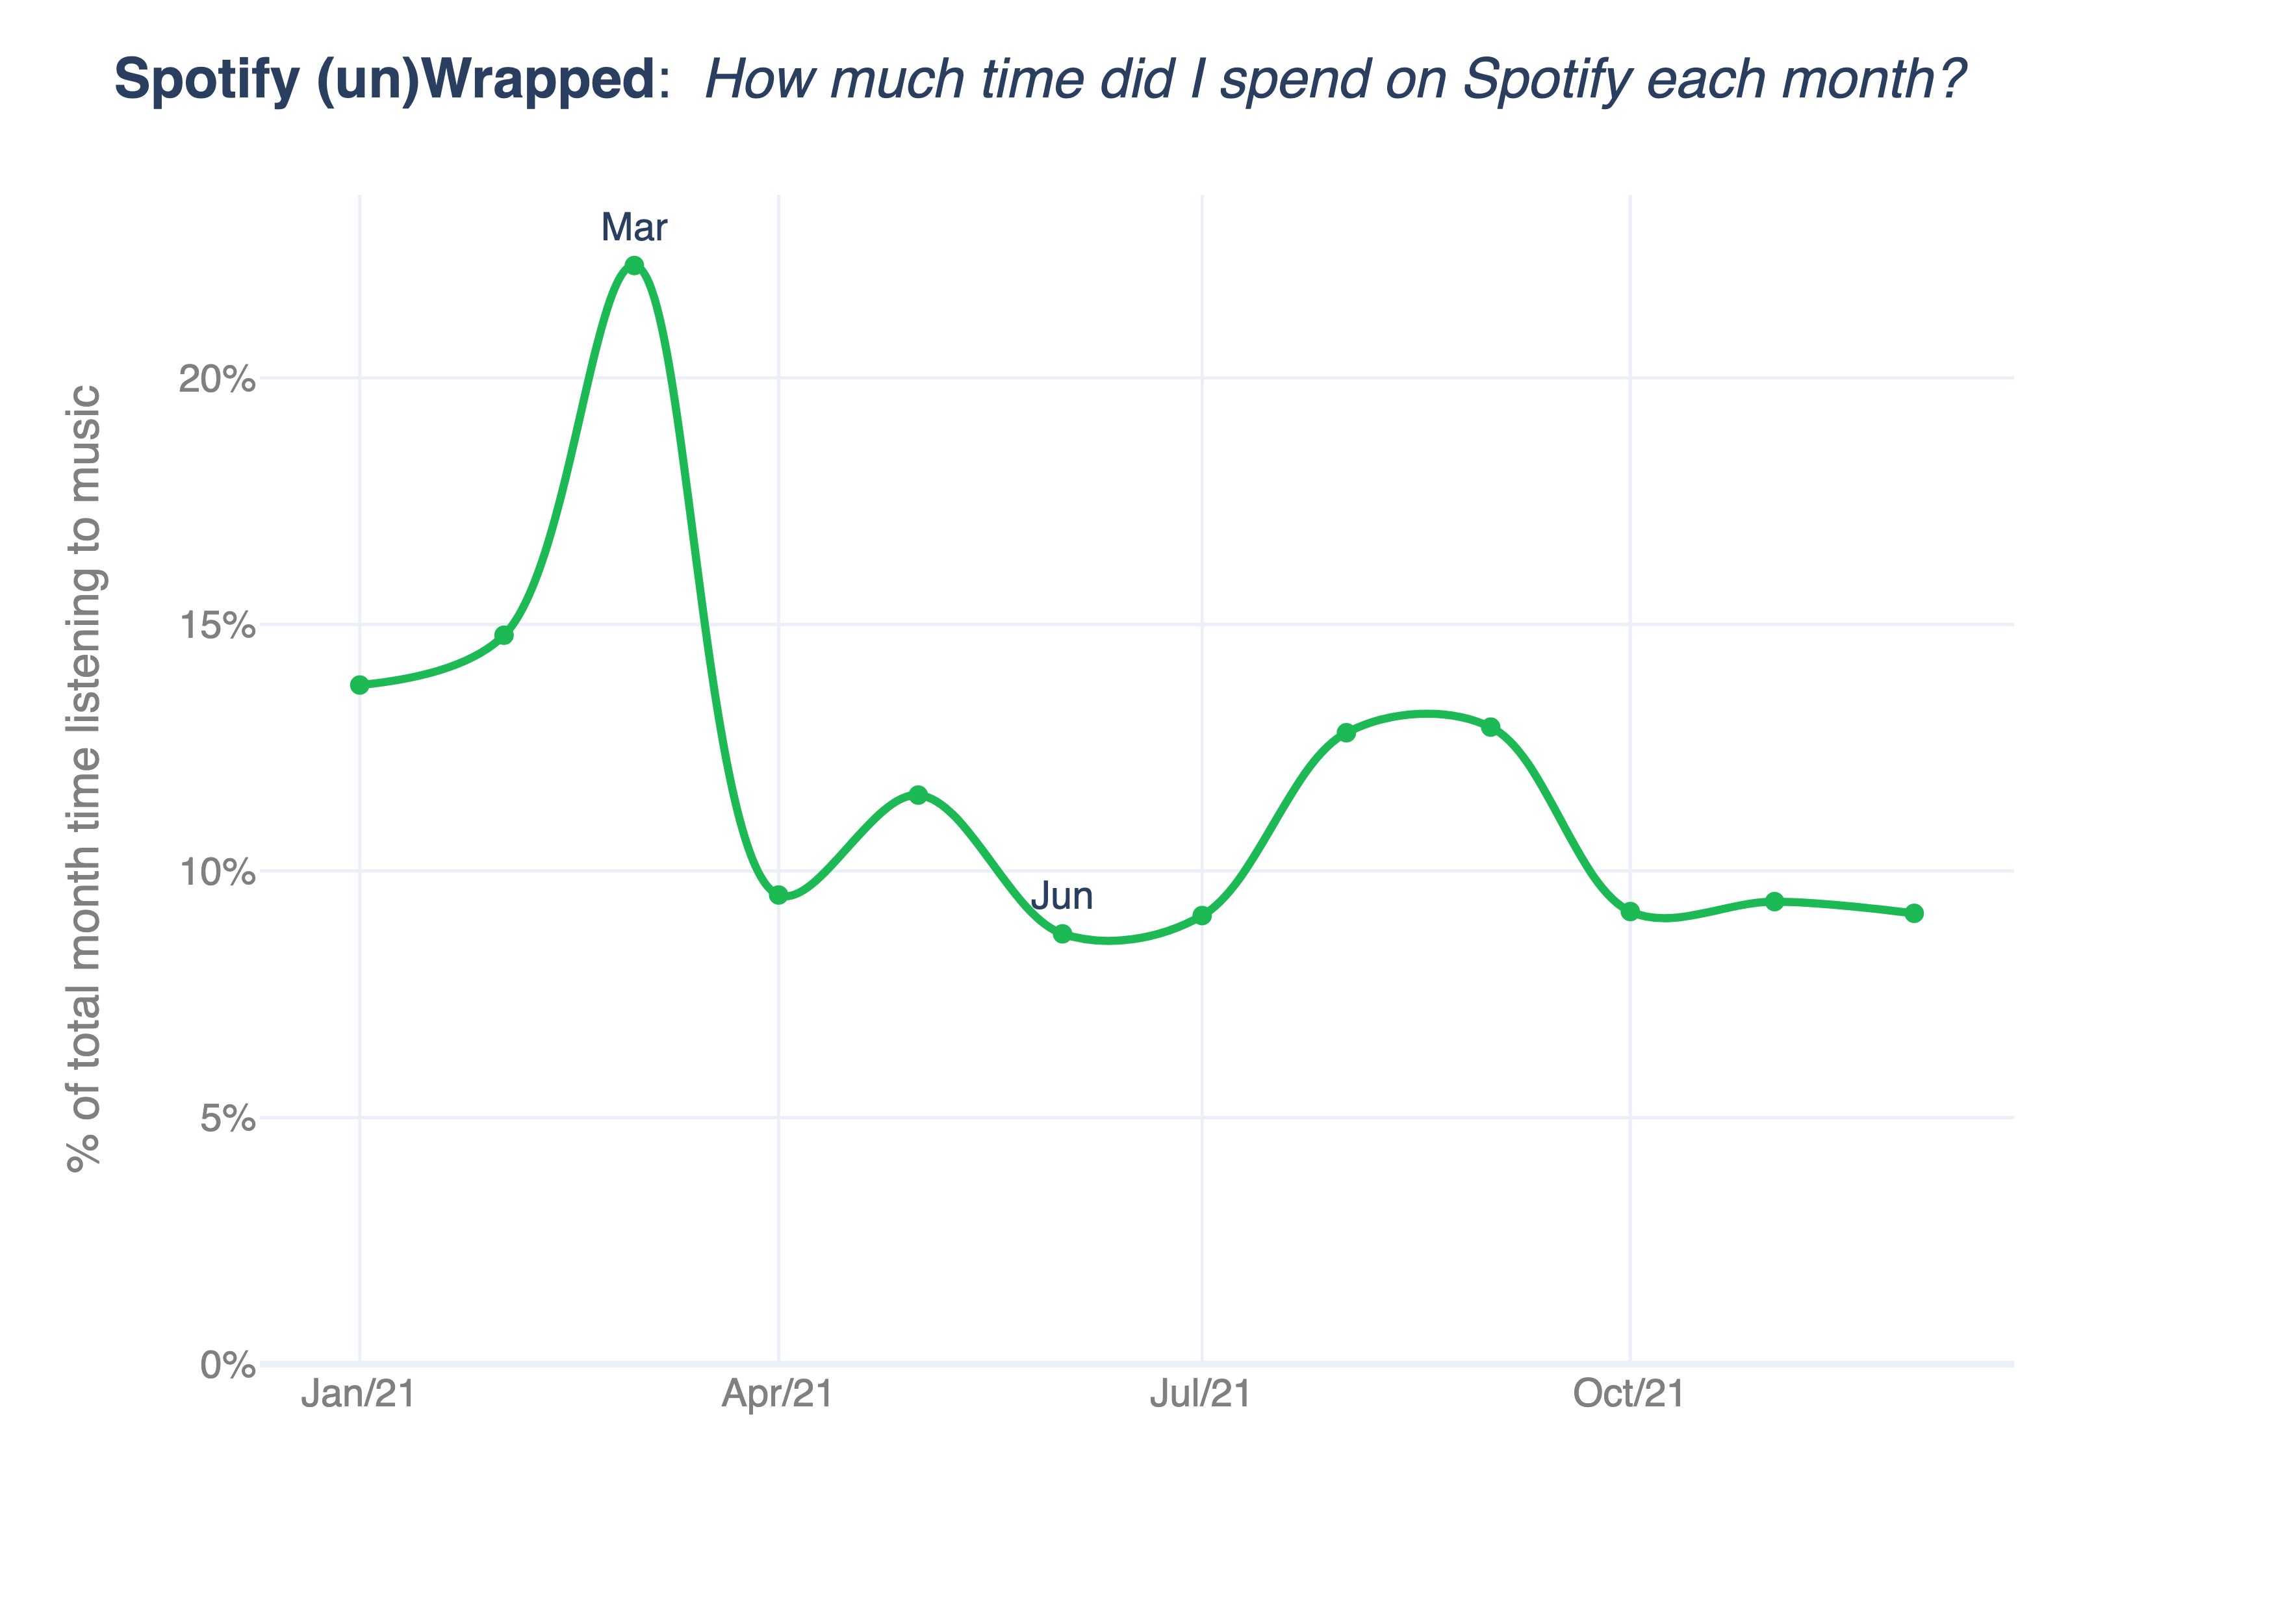 Spotify (un)Wrapped: How much time did I spend on Spotify each month?
% of total month time listening to music
Mar
20%
15%
10%
Jun
5%
0%
Jan/21 Apr/21 Jul/21 Oct/21